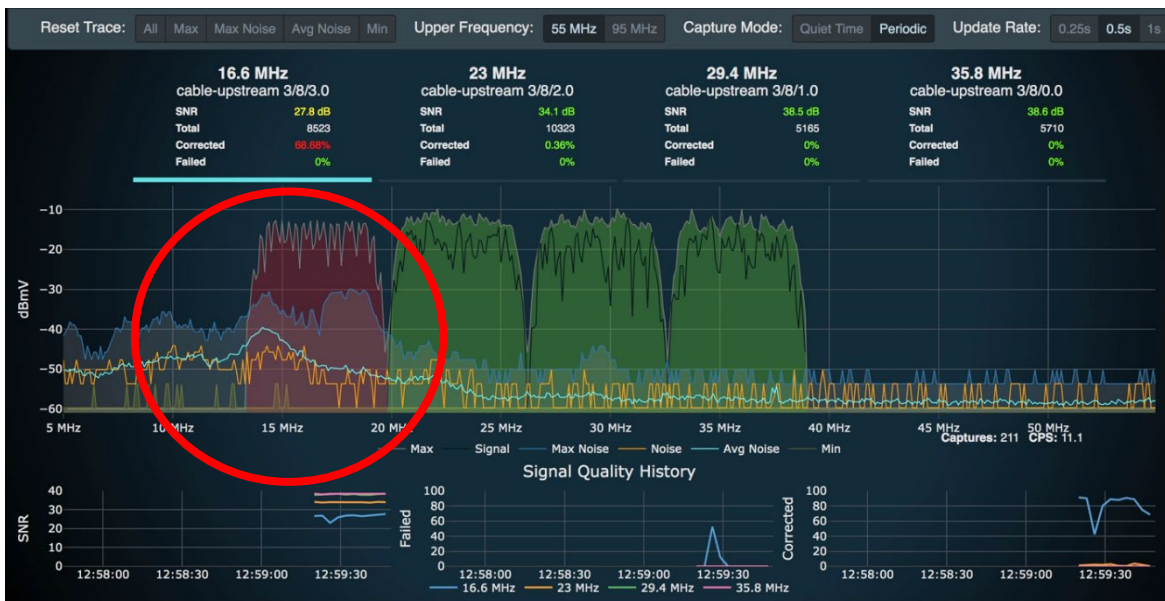 Reset Trace: All Max Max Noise Avg Noise Min Upper Frequency: 55 MHz 95 MHz Capture Mode: Quiet Time Periodic Update Rate: 0.25s 0.5s 1s
16.6 MHz 23 MHz 29.4 MHz 35.8 MHz
cable-upstream 3/8/3.0 cable-upstream 3/8/2.0 cable-upstream 3/8/1.0 cable-upstream 3/8/0.0
SNR 27.8 dB SNR 34.1 dB SNR 38.5 dB SNR 38.6 dB
Total 8523 Total 10323 Total 5165 Total 5710
Corrected 68.68% Corrected 0.36% Corrected 0% Corrected 0%
Failed 0% Failed 0% Failed 0% Failed 0%
-10
-20
-30
dBmV
-40
-50
-60
5 MHz 10 MHz 15 MHz 20 MHz 25 MHz 30 MHz 35 MHz 40 MHz 45 MHz 50 MHz
Captures: 211 CPS: 11.1
Max Signal Max Noise Noise Avg Noise Min
Signal Quality History
SNR
40
30
20
10
0
12:58:00 12:58:30 12:59:00 12:59:30
Failed
100
80
60
40
20
0
12:58:00 12:58:30 12:59:00 12:59:30
Corrected
100
80
60
40
20
0
12:58:00 12:58:30 12:59:00 12:59:30
16.6 MHz 23 MHz 29.4 MHz 35.8 MHz